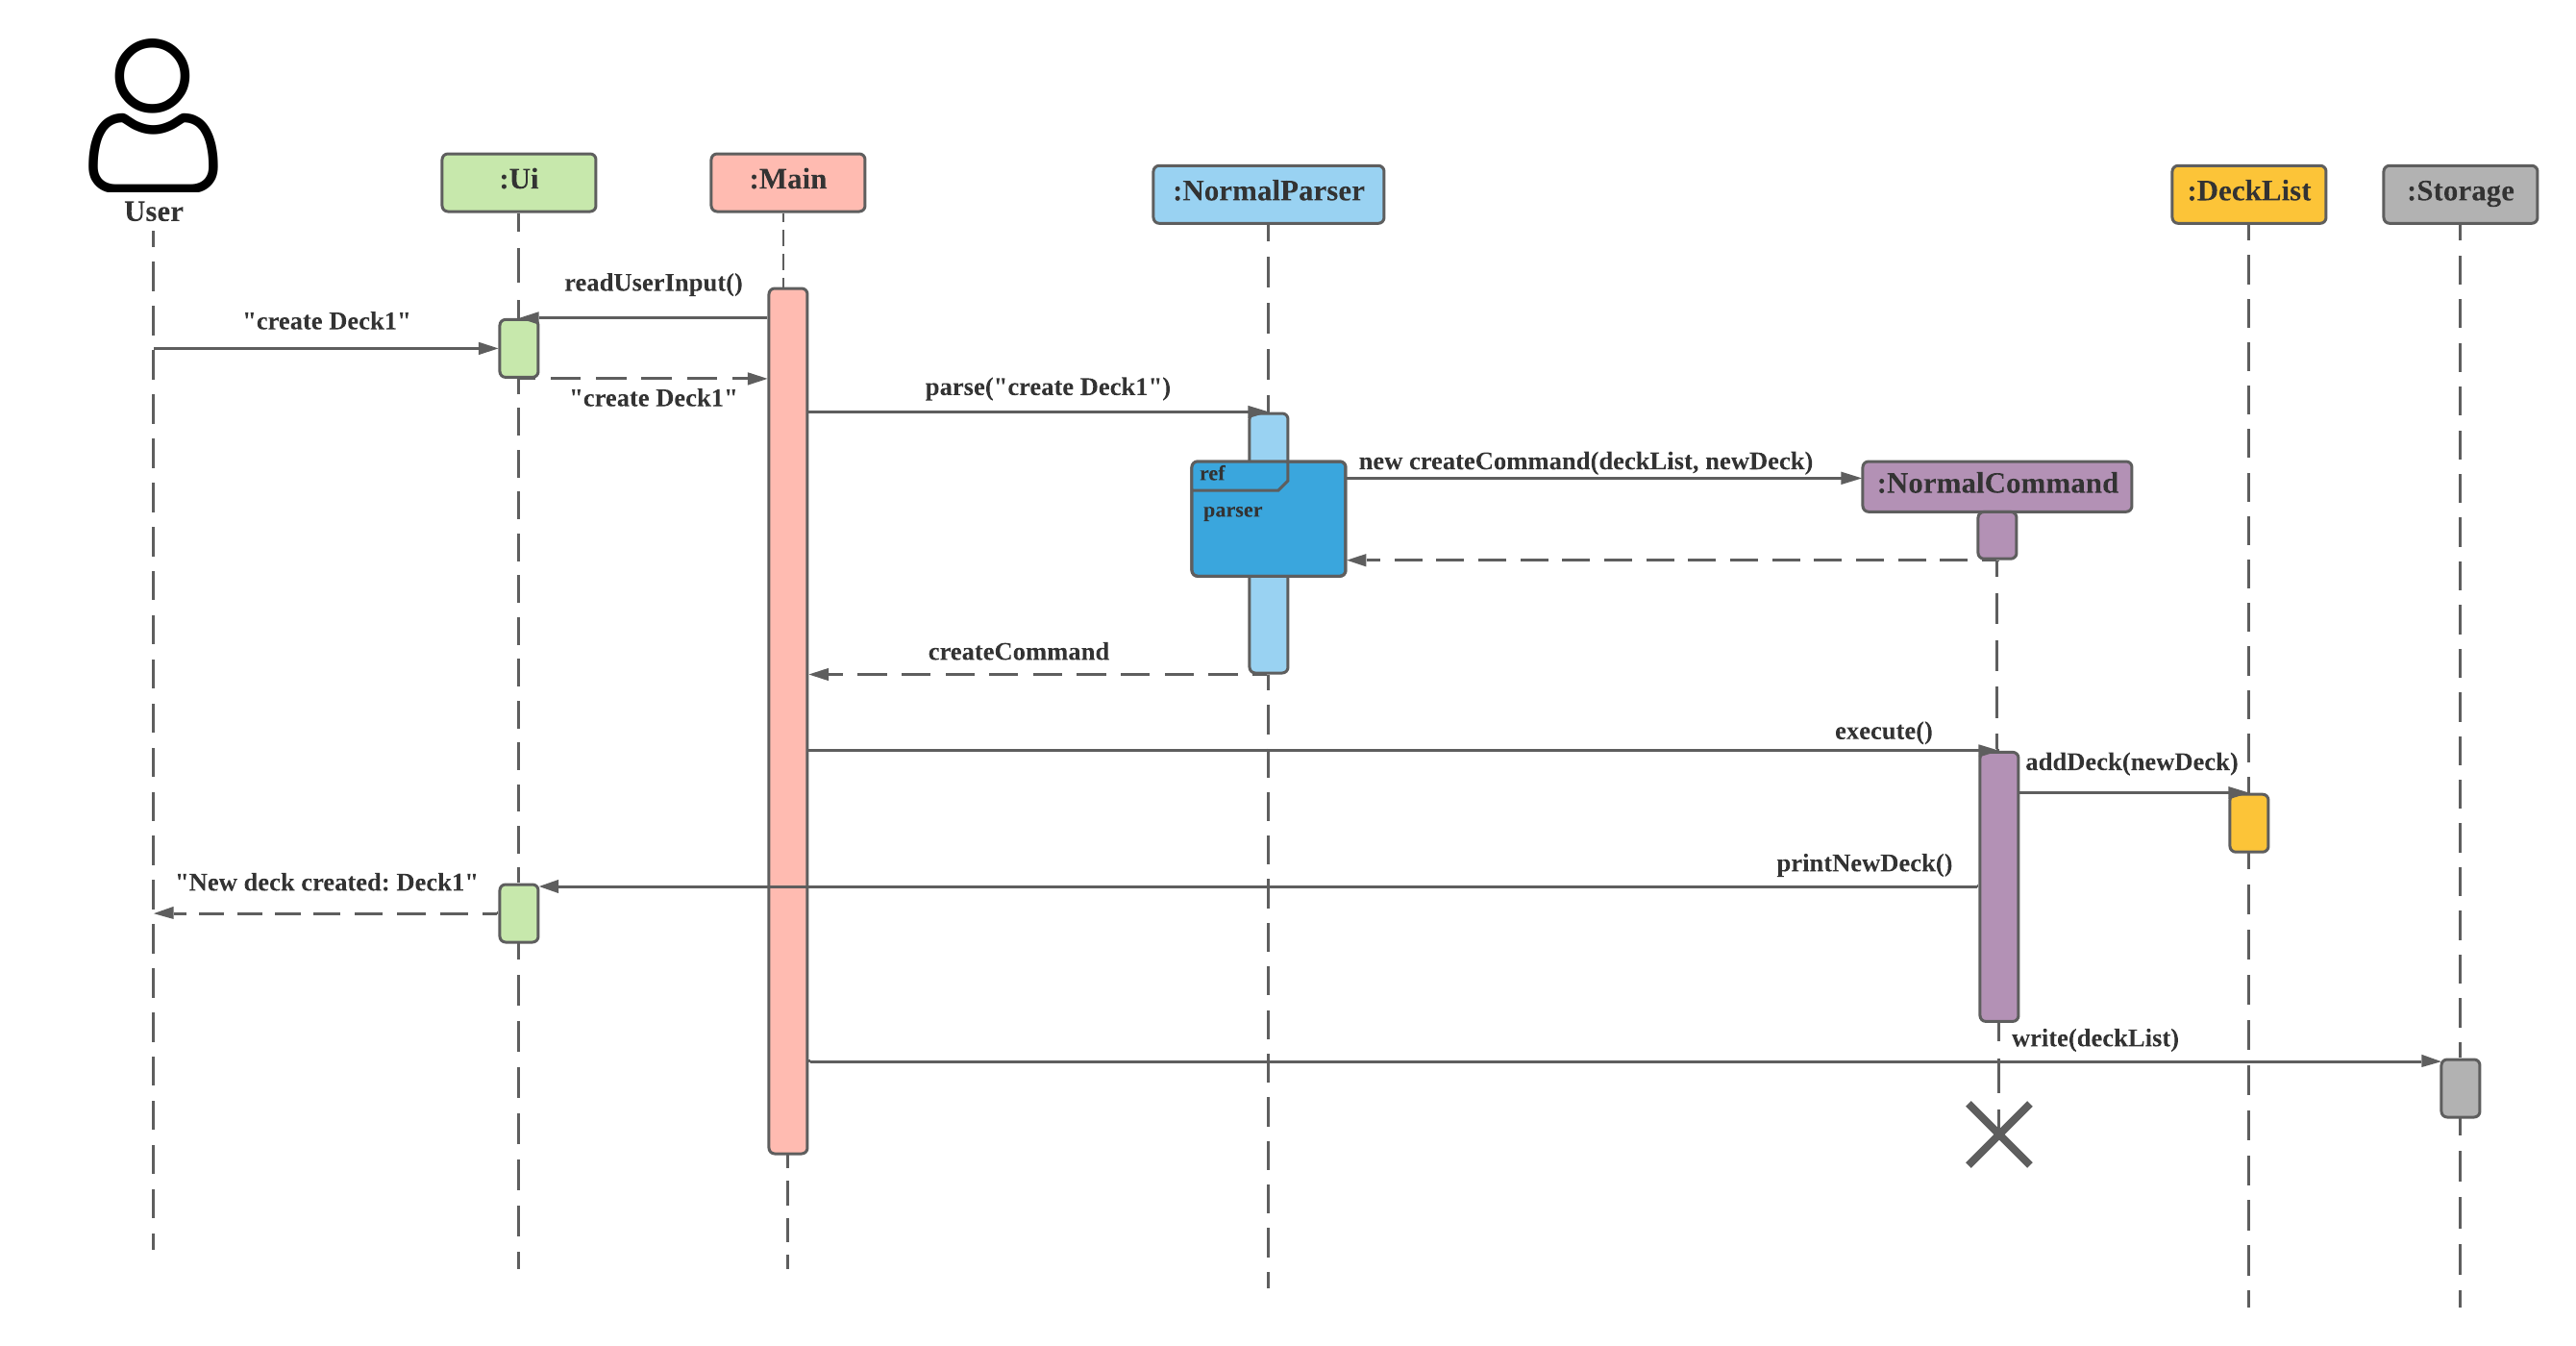 User
:Ui
:Main
:NormalParser
:DeckList
:Storage
readUserInput()
"create Deck1"
"create Deck1"
parse("create Deck1")
ref
parser
new createCommand(deckList, newDeck)
:NormalCommand
createCommand
execute()
addDeck(newDeck)
printNewDeck()
"New deck created: Deck1"
write(deckList)